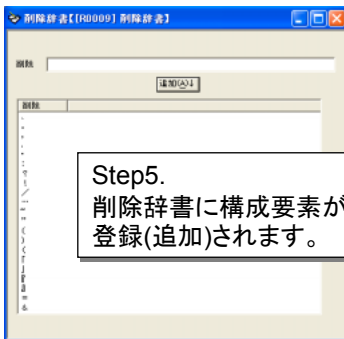 削除辞書【[R0009] 削除辞書】
削除
追加(A)↓
削除
:
?
!
/
(
)
Step5.
削除辞書に構成要素が
登録(追加)されます。
=
&